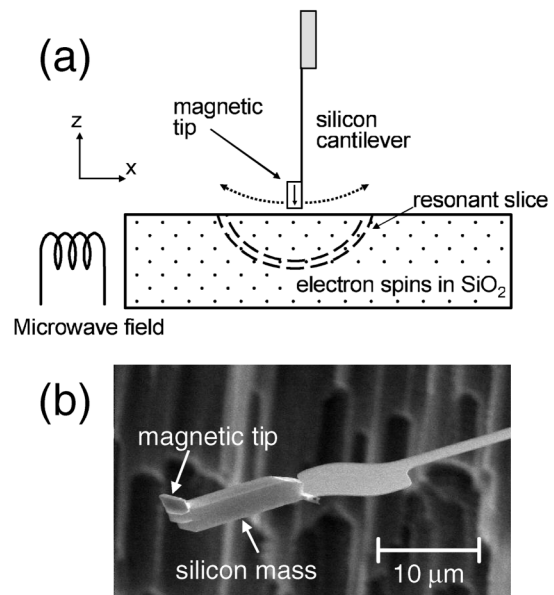 (a)
z
x
magnetic
tip
silicon
cantilever
resonant slice
electron spins in SiO₂
Microwave field
(b)
magnetic tip
silicon mass
10 μm